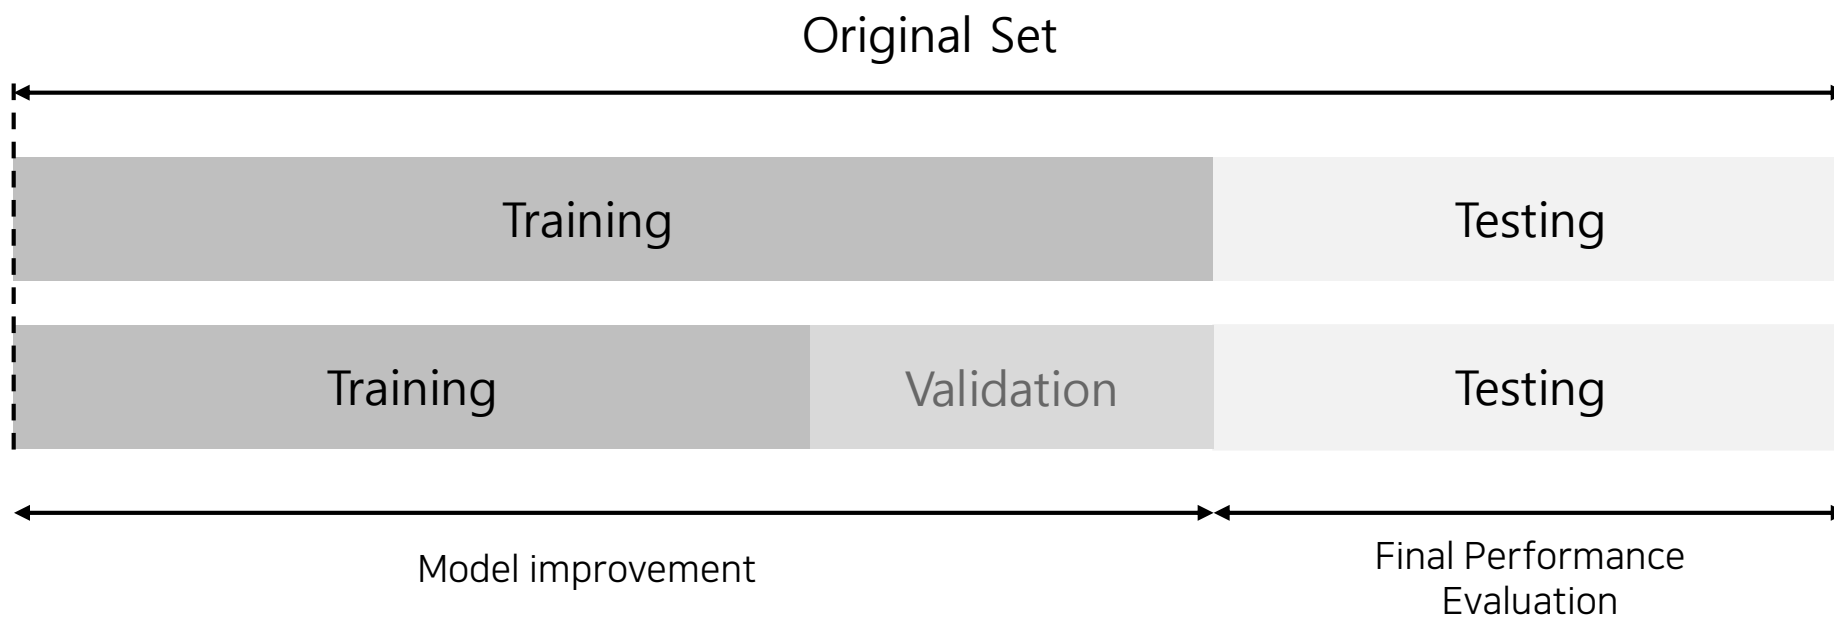 Original Set
Training
Testing
Training
Validation
Testing
Model improvement
Final Performance
Evaluation